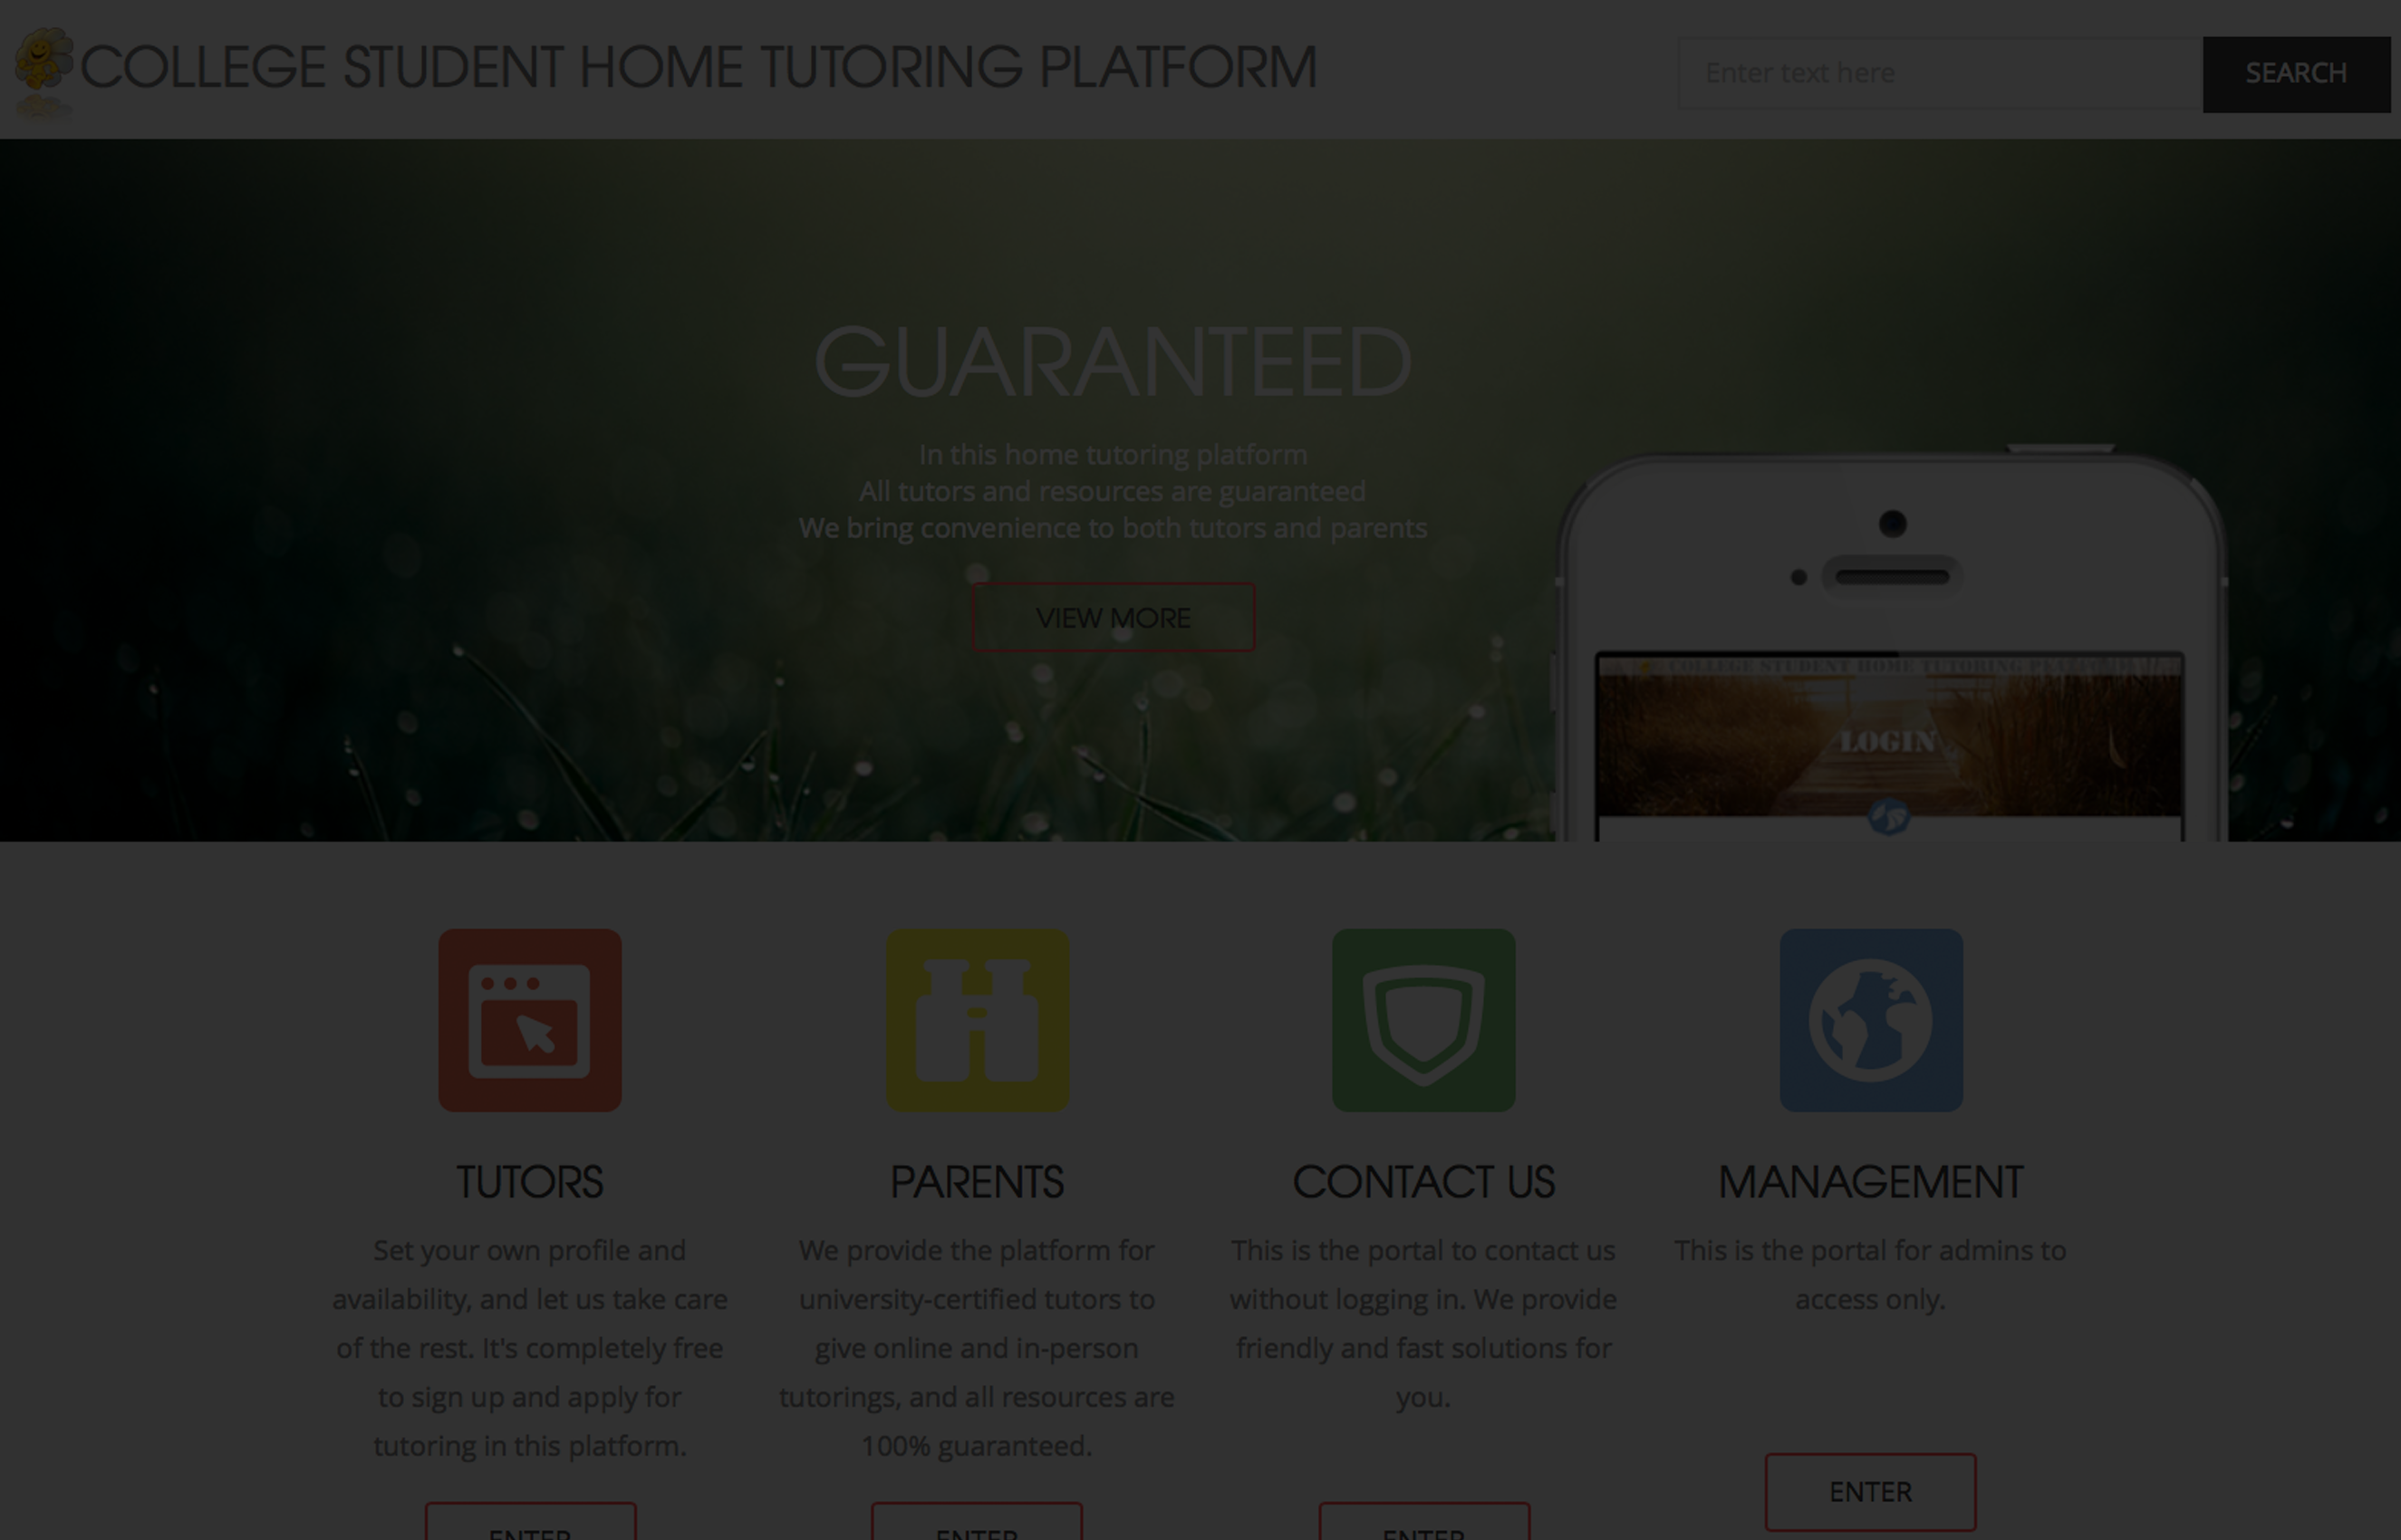 COLLEGE STUDENT HOME TUTORING PLATFORM
Enter text here
SEARCH
GUARANTEED
In this home tutoring platform
All tutors and resources are guaranteed
We bring convenience to both tutors and parents
VIEW MORE
COLLEGE STUDENT HOME TUTORING PLATFORM
LOGIN
TUTORS
Set your own profile and
availability, and let us take care
of the rest. It's completely free
to sign up and apply for
tutoring in this platform.
ENTER
PARENTS
We provide the platform for
university-certified tutors to
give online and in-person
tutorings, and all resources are
100% guaranteed.
ENTER
CONTACT US
This is the portal to contact us
without logging in. We provide
friendly and fast solutions for
you.
ENTER
MANAGEMENT
This is the portal for admins to
access only.
ENTER